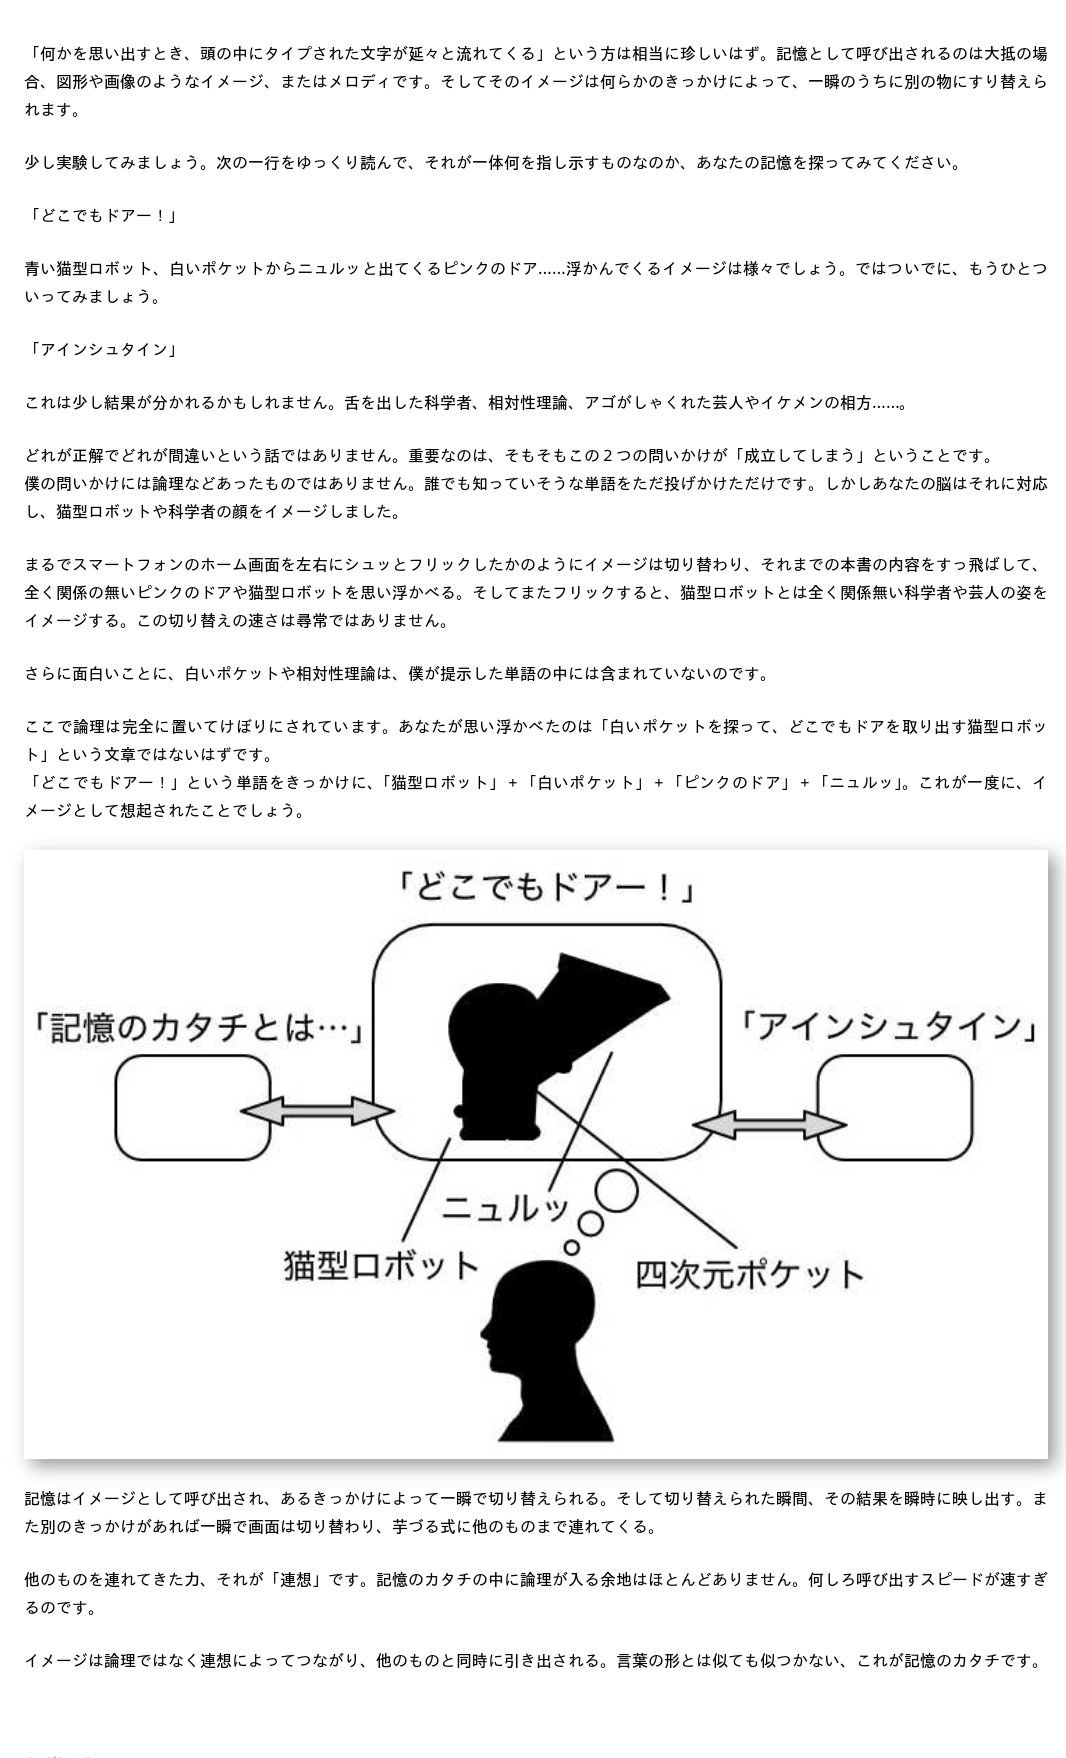 「何かを思い出すとき、頭の中にタイプされた文字が延々と流れてくる」という方は相当に珍しいはず。記憶として呼び出されるのは大抵の場
合、図形や画像のようなイメージ、またはメロディです。そしてそのイメージは何らかのきっかけによって、一瞬のうちに別の物にすり替えら
れます。
少し実験してみましょう。次の一行をゆっくり読んで、それが一体何を指し示すものなのか、あなたの記憶を探ってみてください。
「どこでもドアー！」
青い猫型ロボット、白いポケットからニュルッと出てくるピンクのドア……浮かんでくるイメージは様々でしょう。ではついでに、もうひとつ
いってみましょう。
「アインシュタイン」
これは少し結果が分かれるかもしれません。舌を出した科学者、相対性理論、アゴがしゃくれた芸人やイケメンの相方……。
どれが正解でどれが間違いという話ではありません。重要なのは、そもそもこの２つの問いかけが「成立してしまう」ということです。
僕の問いかけには論理などあったものではありません。誰でも知っていそうな単語をただ投げかけただけです。しかしあなたの脳はそれに対応
し、猫型ロボットや科学者の顔をイメージしました。
まるでスマートフォンのホーム画面を左右にシュッとフリックしたかのようにイメージは切り替わり、それまでの本書の内容をすっ飛ばして、
全く関係の無いピンクのドアや猫型ロボットを思い浮かべる。そしてまたフリックすると、猫型ロボットとは全く関係無い科学者や芸人の姿を
イメージする。この切り替えの速さは尋常ではありません。
さらに面白いことに、白いポケットや相対性理論は、僕が提示した単語の中には含まれていないのです。
ここで論理は完全に置いてけぼりにされています。あなたが思い浮かべたのは「白いポケットを探って、どこでもドアを取り出す猫型ロボッ
ト」という文章ではないはずです。
「どこでもドアー！」という単語をきっかけに、「猫型ロボット」＋「白いポケット」＋「ピンクのドア」＋「ニュルッ」。これが一度に、イ
メージとして想起されたことでしょう。
「どこでもドアー！」
「記憶のカタチとは…」
「アインシュタイン」
ニュルッ
猫型ロボット
四次元ポケット
記憶はイメージとして呼び出され、あるきっかけによって一瞬で切り替えられる。そして切り替えられた瞬間、その結果を瞬時に映し出す。ま
た別のきっかけがあれば一瞬で画面は切り替わり、芋づる式に他のものまで連れてくる。
他のものを連れてきた力、それが「連想」です。記憶のカタチの中に論理が入る余地はほとんどありません。何しろ呼び出すスピードが速すぎ
るのです。
イメージは論理ではなく連想によってつながり、他のものと同時に引き出される。言葉の形とは似ても似つかない、これが記憶のカタチです。